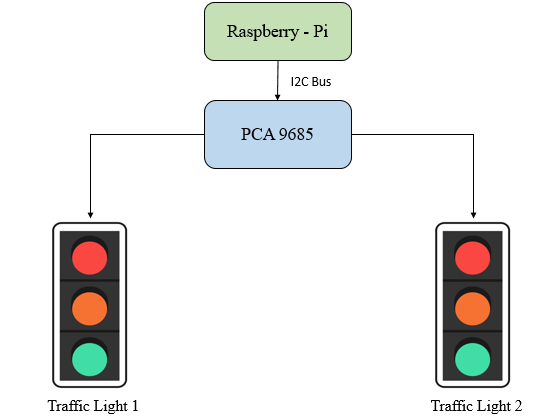 Raspberry - Pi
I2C Bus
PCA 9685
Traffic Light 1
Traffic Light 2